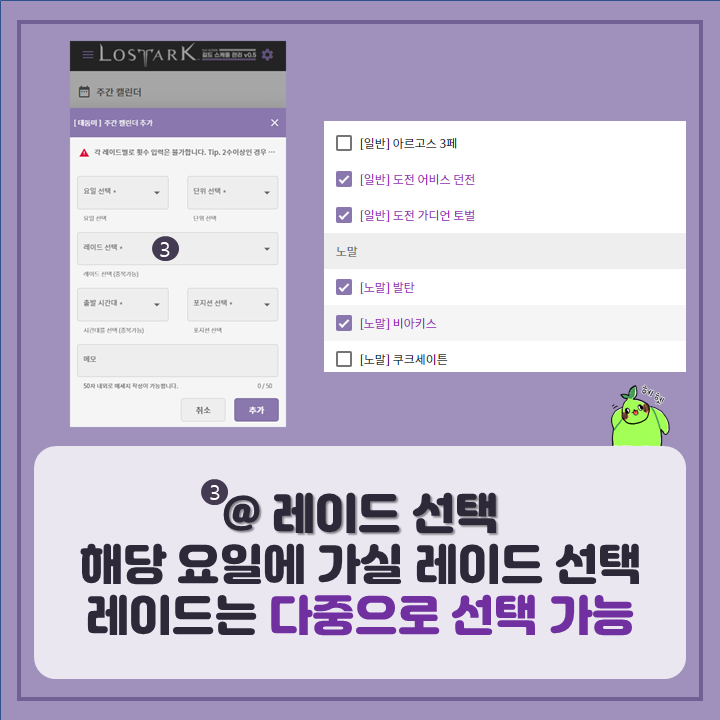 LOSTARK
길드 스케줄 관리 v0.5
주간 캘린더
[ 태동이 ] 주간 캘린더 추가
각 레이드별로 횟수 입력은 불가합니다. Tip. 2수이상인 경우 ···
요일 선택 *
단위 선택 *
요일 선택
단위 선택
레이드 선택 *
3
레이드 선택 (중복가능)
출발 시간대 *
포지션 선택 *
시간대를 선택 (중복가능)
포지션 선택
메모
50자 내외로 메세지 작성이 가능합니다.
0 / 50
취소
추가
[일반] 아르고스 3페
[일반] 도전 어비스 던전
[일반] 도전 가디언 토벌
노말
[노말] 발탄
[노말] 비아키스
[노말] 쿠크세이튼
3
@ 레이드 선택
해당 요일에 가실 레이드 선택
레이드는 다중으로 선택 가능